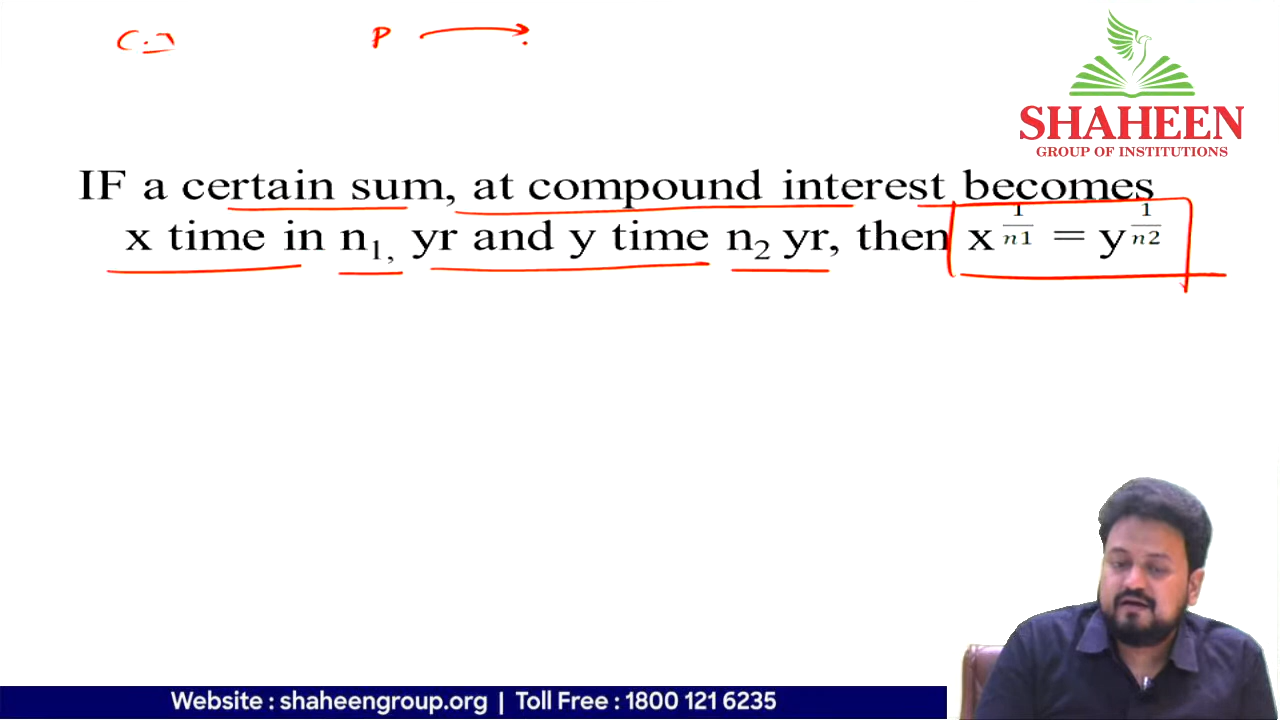 C.I P
SHAHEEN
GROUP OF INSTITUTIONS
IF a certain sum, at compound interest becomes
x time in n₁, yr and y time n₂ yr, then x^(1/n1) = y^(1/n2)
Website : shaheengroup.org | Toll Free : 1800 121 6235